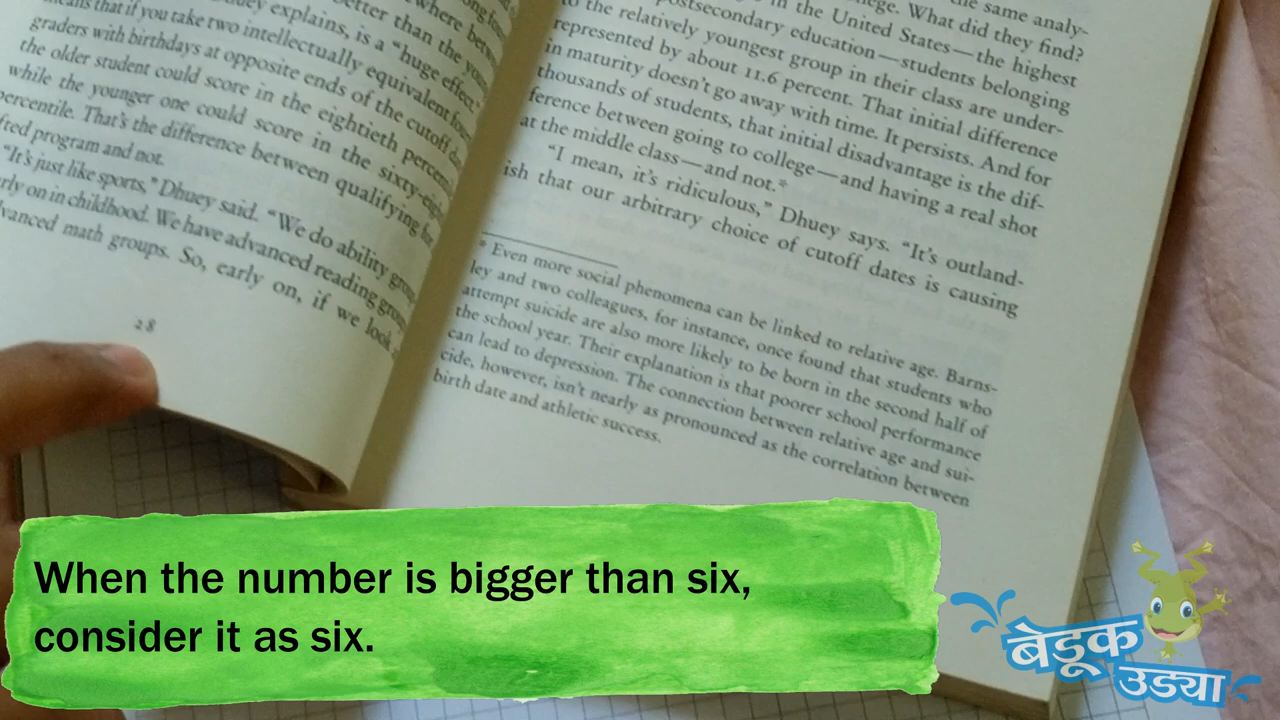 means that if you take two intellectually equivalent
graders with birthdays at opposite ends of the cutoff
the older student could score in the eightieth
while the younger one could score in the
percentile. That's the difference between qualifying
program and not.
"It's just like sports," Dhuey said. "We do ability
on in childhood. We have advanced reading
math groups. So, early on, if we look
28
the same analy-
What did they find?
postsecondary education—students belonging
in the United States—the highest
to the relatively youngest group in their class are under-
represented by about 11.6 percent. That initial difference
in maturity doesn't go away with time. It persists. And for
thousands of students, that initial disadvantage is the dif-
ference between going to college—and having a real shot
at the middle class—and not.*
"I mean, it's ridiculous," Dhuey says. "It's outland-
ish that our arbitrary choice of cutoff dates is causing
* Even more social phenomena can be linked to relative age. Barns-
ley and two colleagues, for instance, once found that students who
attempt suicide are also more likely to be born in the second half of
the school year. Their explanation is that poorer school performance
can lead to depression. The connection between relative age and sui-
cide, however, isn't nearly as pronounced as the correlation between
birth date and athletic success.
When the number is bigger than six,
consider it as six.
बेडूक
उड्या